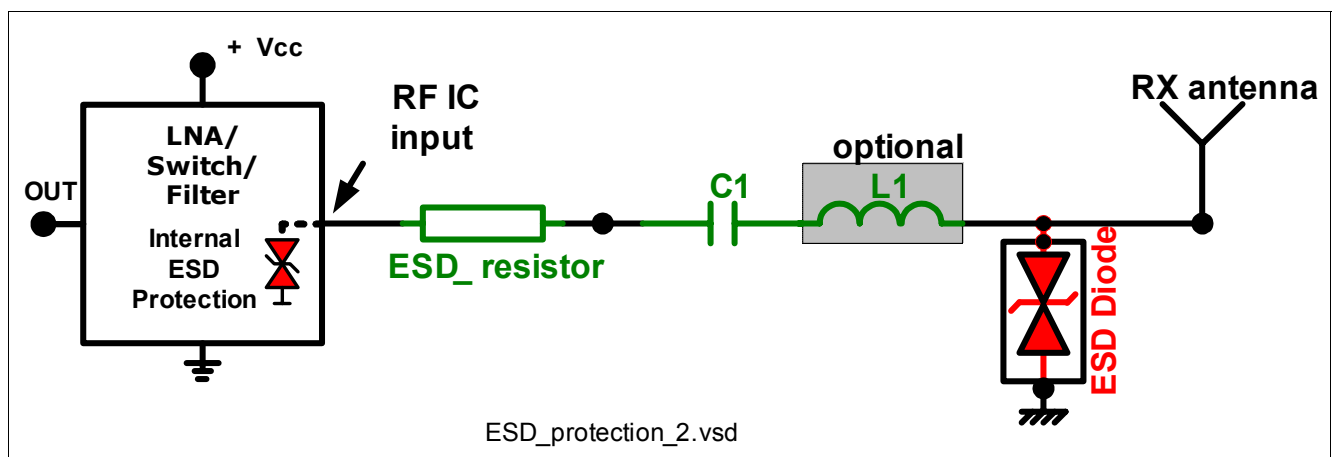 + Vcc
LNA/
Switch/
Filter
Internal
ESD
Protection
OUT
RF IC
input
ESD_ resistor
C1
optional
L1
RX antenna
ESD Diode
ESD_protection_2.vsd